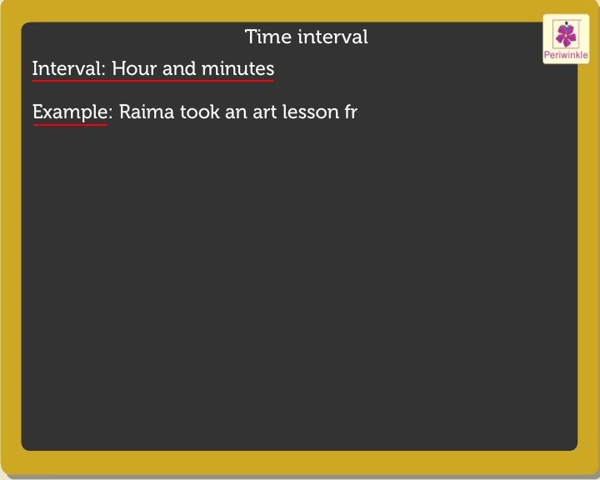 Time interval
Periwinkle
Interval: Hour and minutes
Example: Raima took an art lesson fr